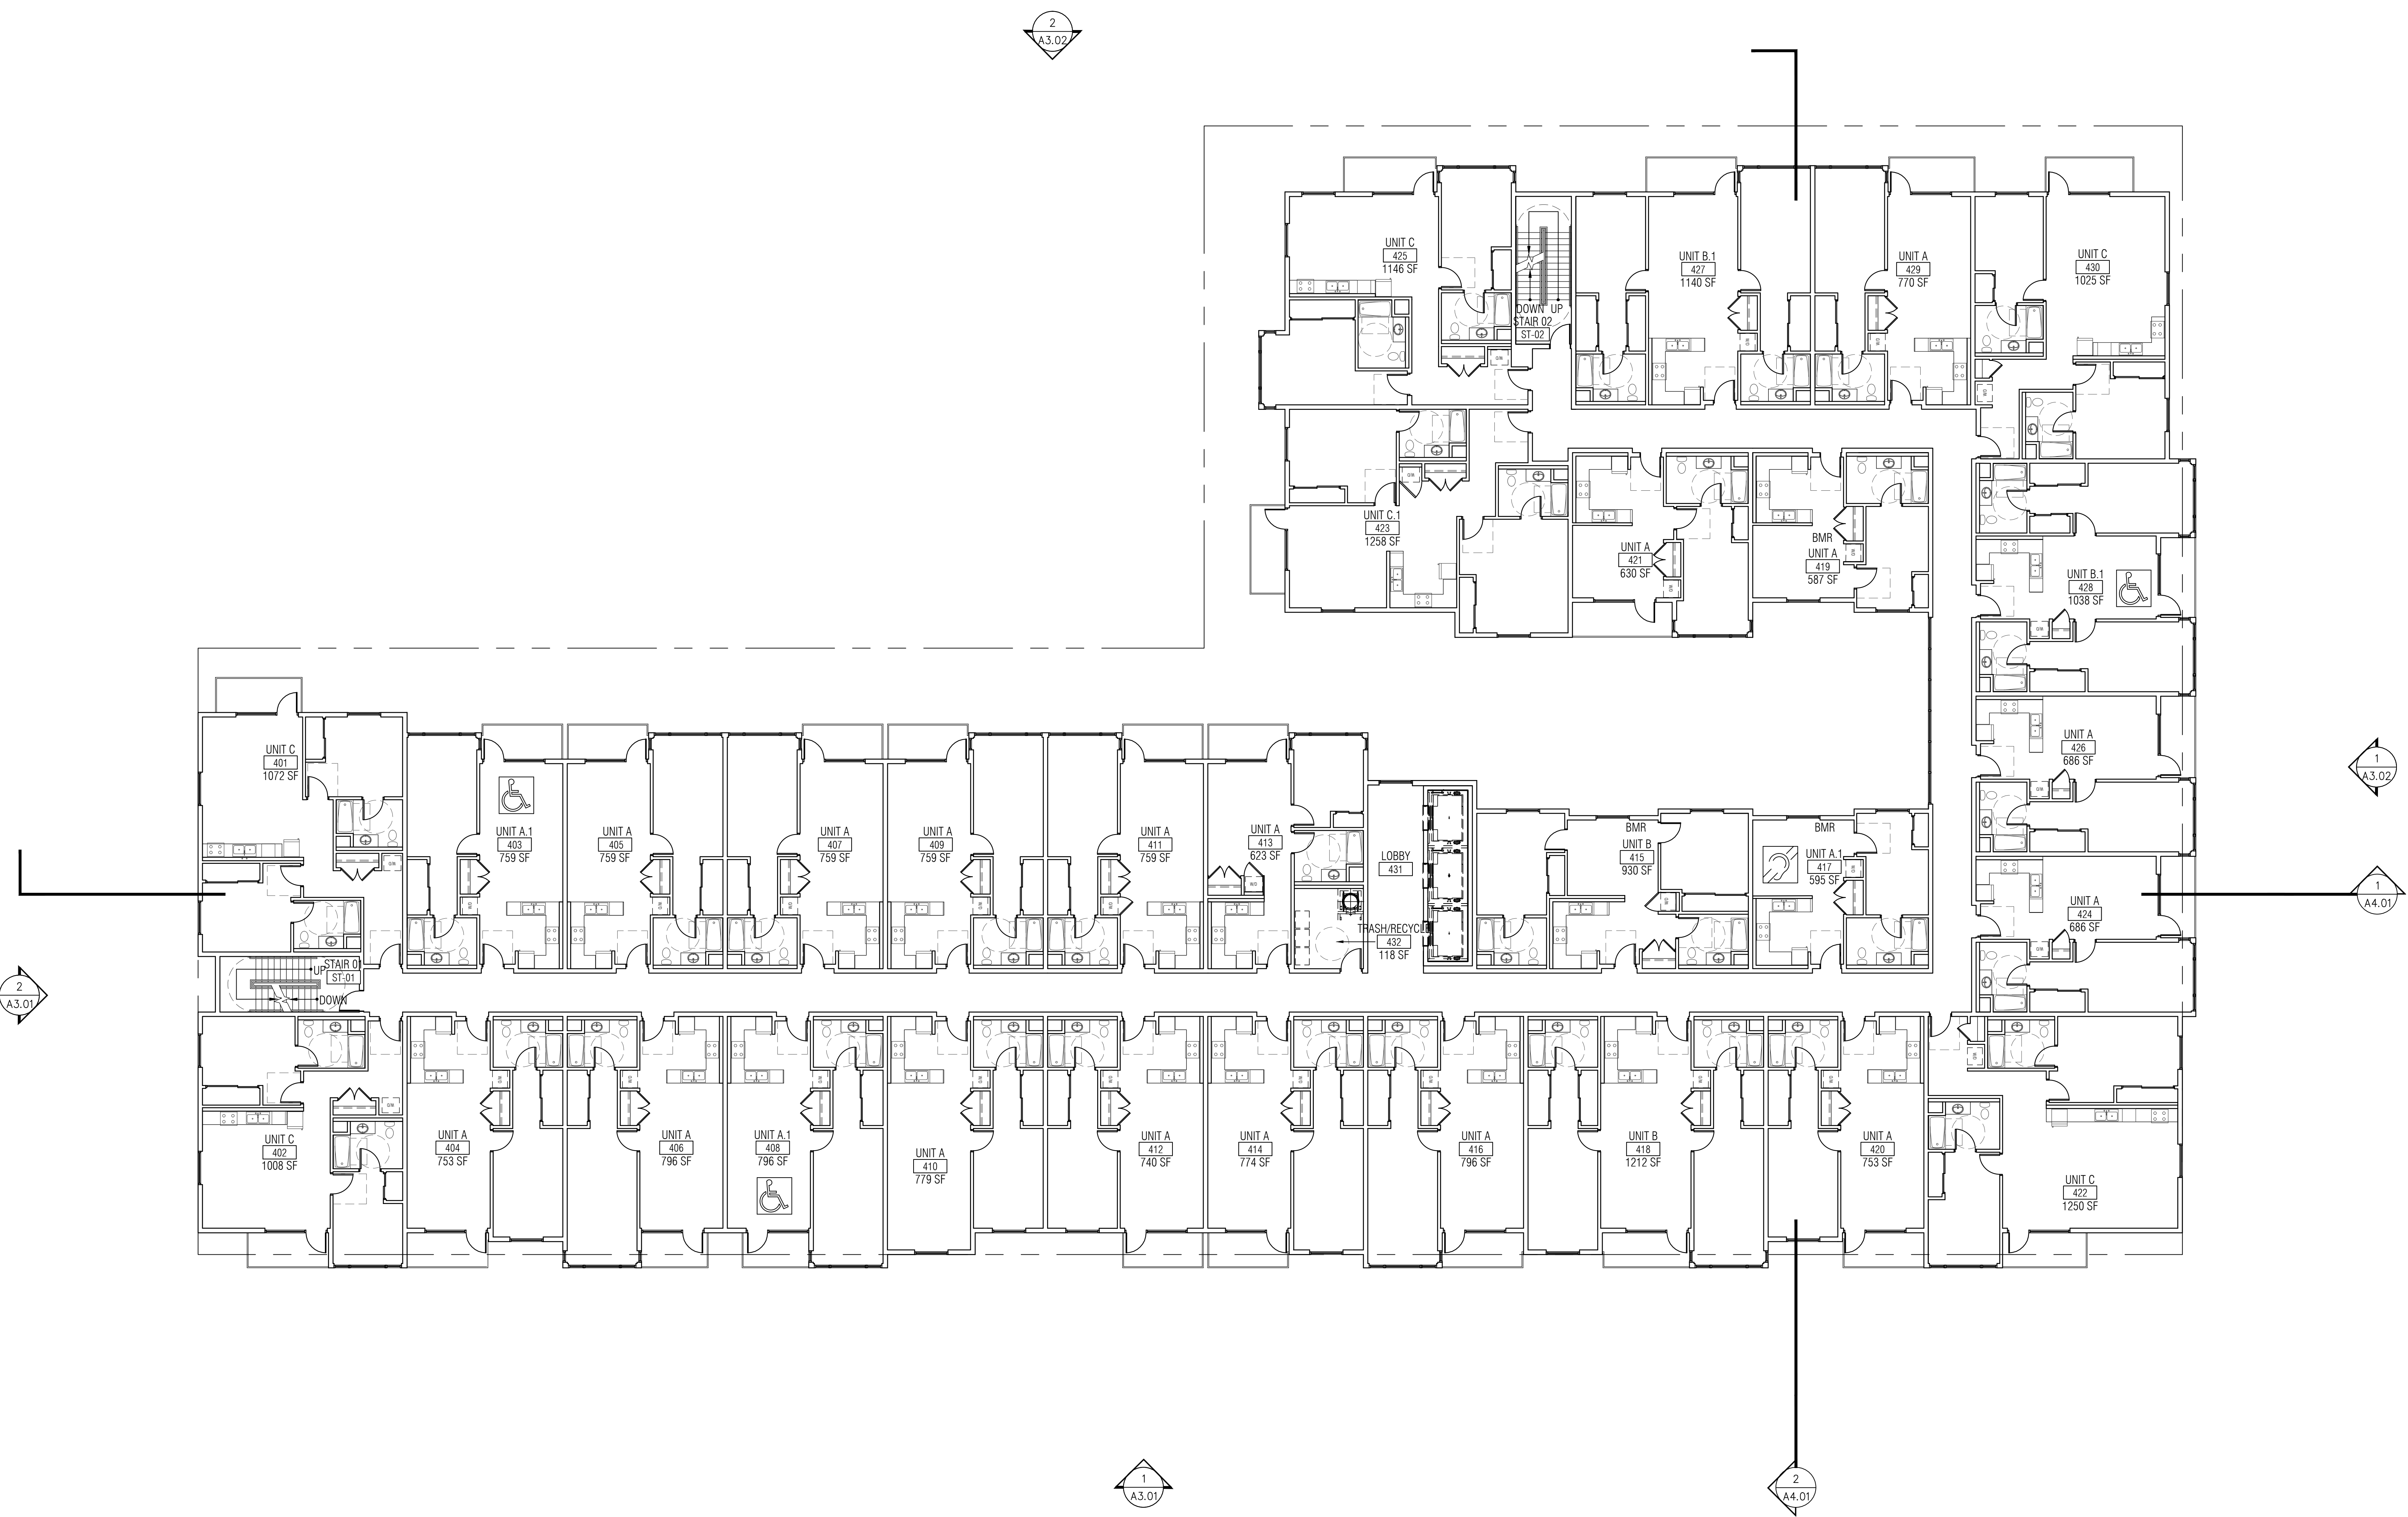 2
A3.02
UNIT C
425
1146 SF
DOWN UP
STAIR 02
ST-02
UNIT B.1
427
1140 SF
UNIT A
429
770 SF
UNIT C
430
1025 SF
UNIT C.1
423
1258 SF
UNIT A
421
630 SF
BMR
UNIT A
419
587 SF
UNIT B.1
428
1038 SF
UNIT A
426
686 SF
1
A3.02
UNIT C
401
1072 SF
UNIT A.1
403
759 SF
UNIT A
405
759 SF
UNIT A
407
759 SF
UNIT A
409
759 SF
UNIT A
411
759 SF
UNIT A
413
623 SF
LOBBY
431
BMR
UNIT B
415
930 SF
BMR
UNIT A.1
417
595 SF
UNIT A
424
686 SF
1
A4.01
TRASH/RECYCLE
432
118 SF
STAIR 01
UP
ST-01
DOWN
2
A3.01
UNIT C
402
1008 SF
UNIT A
404
753 SF
UNIT A
406
796 SF
UNIT A.1
408
796 SF
UNIT A
410
779 SF
UNIT A
412
740 SF
UNIT A
414
774 SF
UNIT A
416
796 SF
UNIT B
418
1212 SF
UNIT A
420
753 SF
UNIT C
422
1250 SF
1
A3.01
2
A4.01